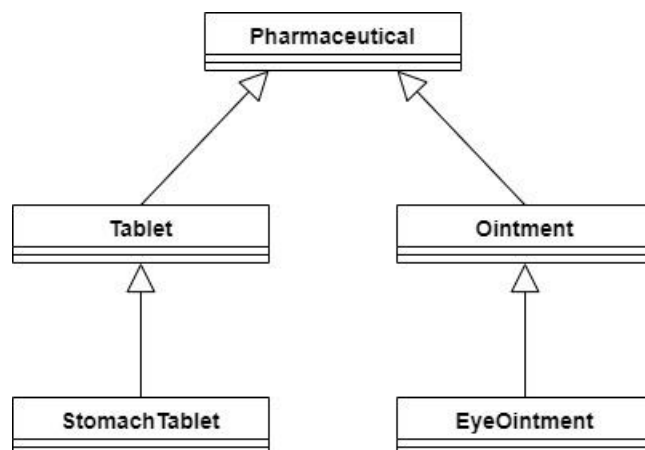 Pharmaceutical
Tablet
Ointment
StomachTablet
EyeOintment